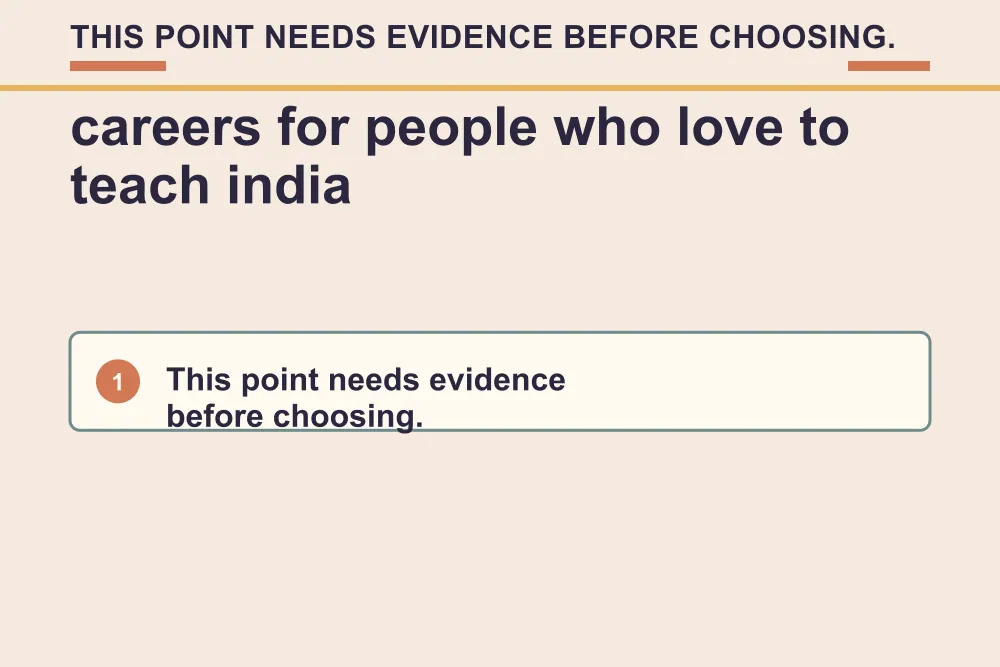 THIS POINT NEEDS EVIDENCE BEFORE CHOOSING.
careers for people who love to
teach india
1
This point needs evidence
before choosing.